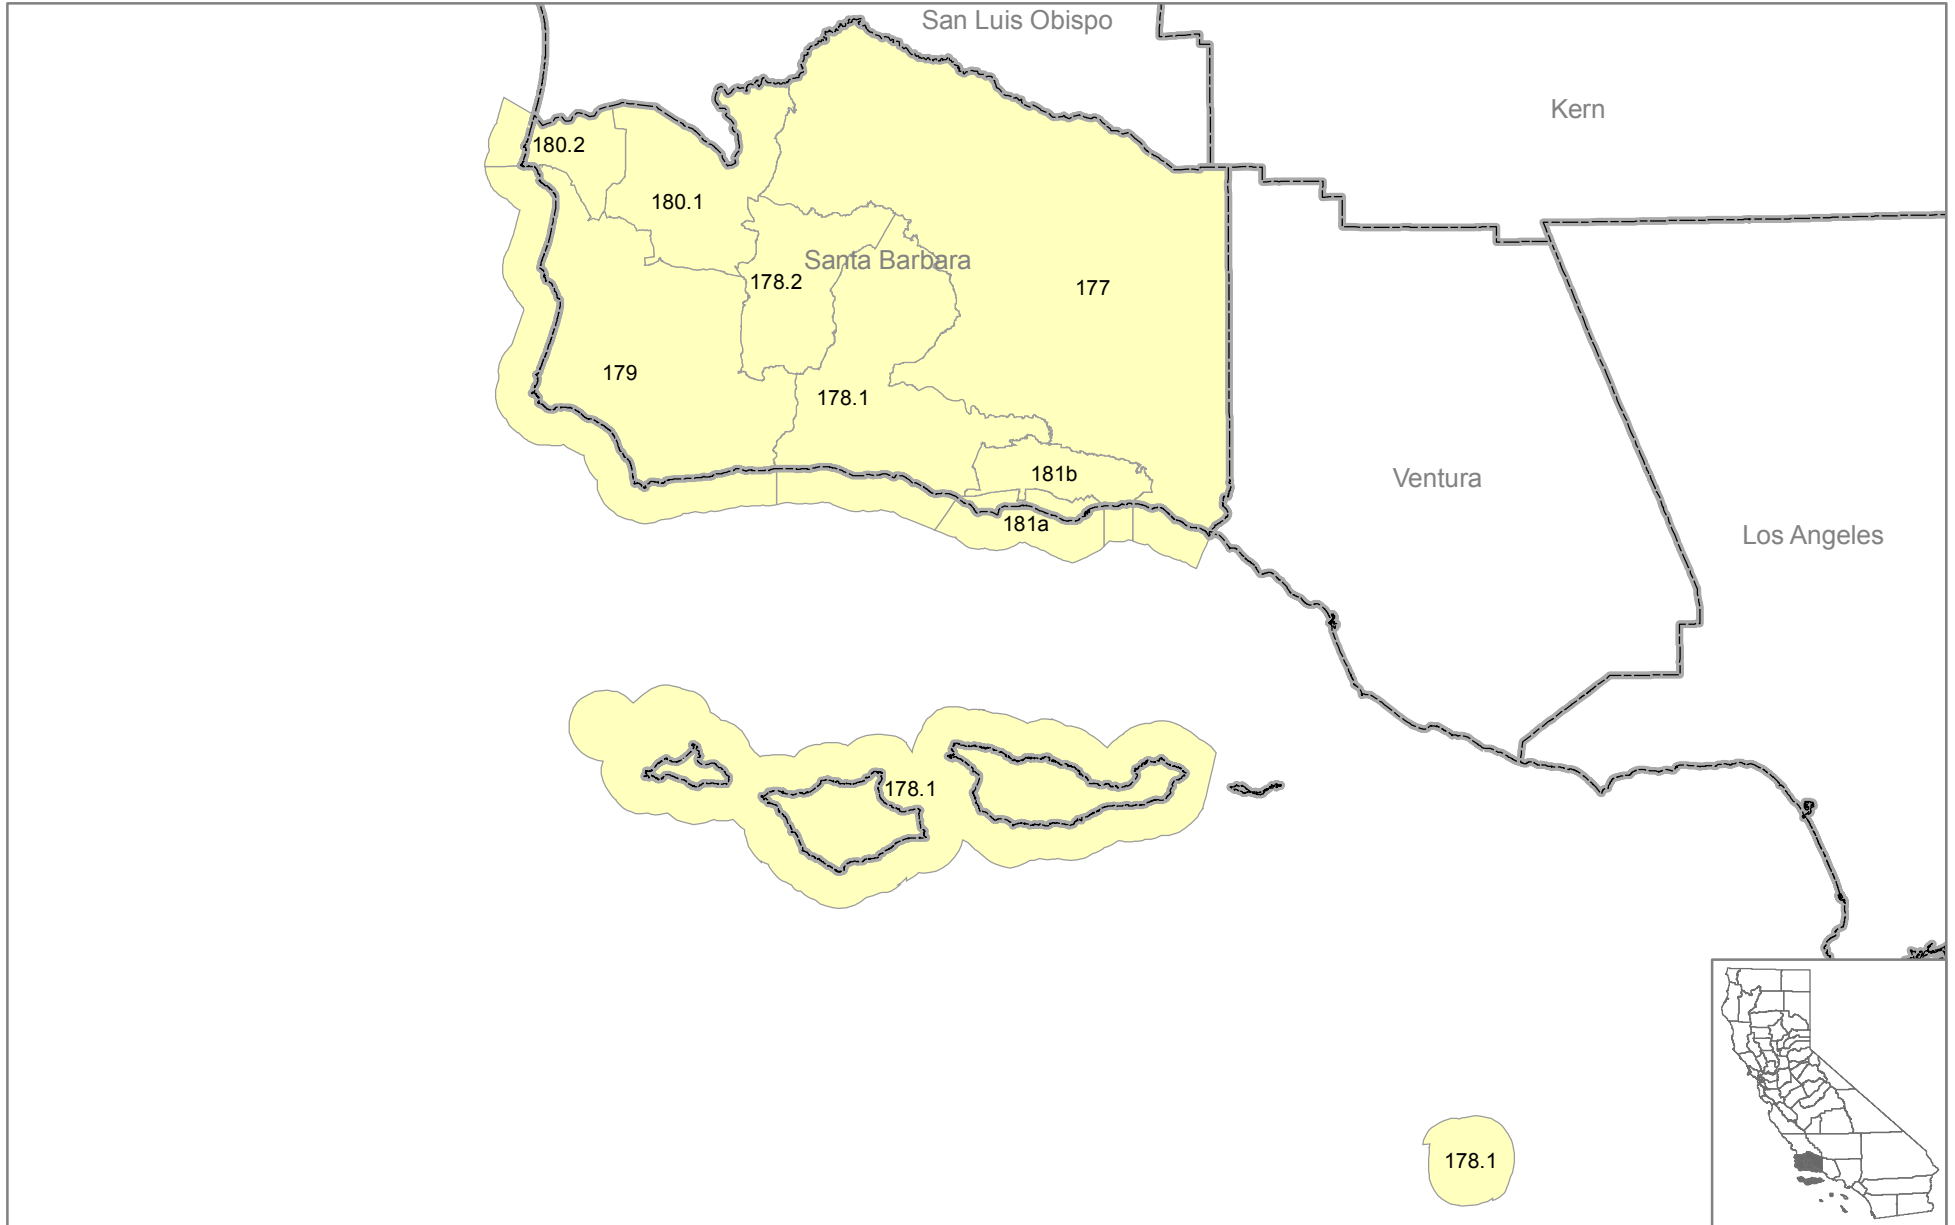 San Luis Obispo
Kern
180.2
180.1
Santa Barbara
178.2
177
179
178.1
181b
Ventura
181a
Los Angeles
178.1
178.1